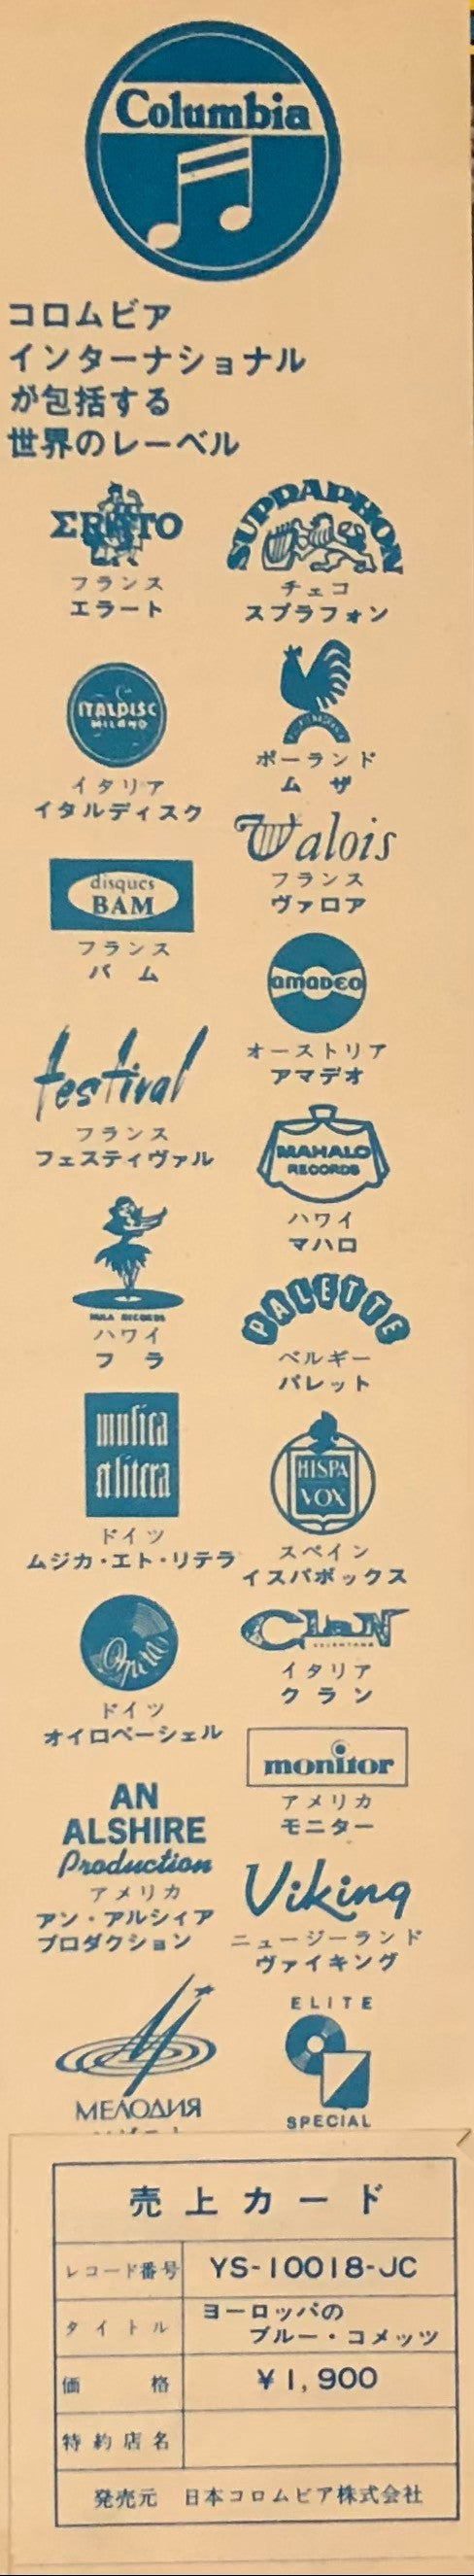 Columbia
コロムビア
インターナショナル
が包括する
世界のレーベル
ΣRATO
フランス
エラート
SUPRAPHON
チェコ
スプラフォン
ITALDISC
MILANO
イタリア
イタルディスク
ポーランド
ムザ
Valois
フランス
ヴァロア
disques
BAM
フランス
バム
amadeo
オーストリア
アマデオ
festival
フランス
フェスティヴァル
MAHALO
RECORDS
ハワイ
マハロ
HULA RECORDS
ハワイ
フラ
PALETTE
ベルギー
パレット
musica
et litera
ドイツ
ムジカ・エト・リテラ
HISPA
VOX
スペイン
イスパボックス
Opera
ドイツ
オイロペーシェル
CLAN
CELENTANO
イタリア
クラン
monitor
アメリカ
モニター
AN
ALSHIRE
Production
アメリカ
アン・アルシィア
プロダクション
Viking
ニュージーランド
ヴァイキング
МЕЛОДИЯ
ELITE
SPECIAL
売上カード
レコード番号 YS-10018-JC
タイトル ヨーロッパの
ブルー・コメッツ
価格 ¥1,900
特約店名
発売元 日本コロムビア株式会社